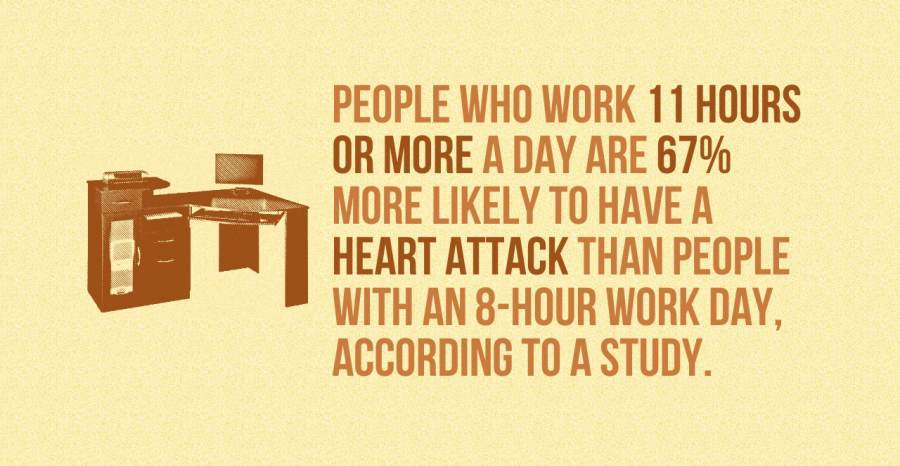 PEOPLE WHO WORK 11 HOURS
OR MORE A DAY ARE 67%
MORE LIKELY TO HAVE A
HEART ATTACK THAN PEOPLE
WITH AN 8-HOUR WORK DAY,
ACCORDING TO A STUDY.